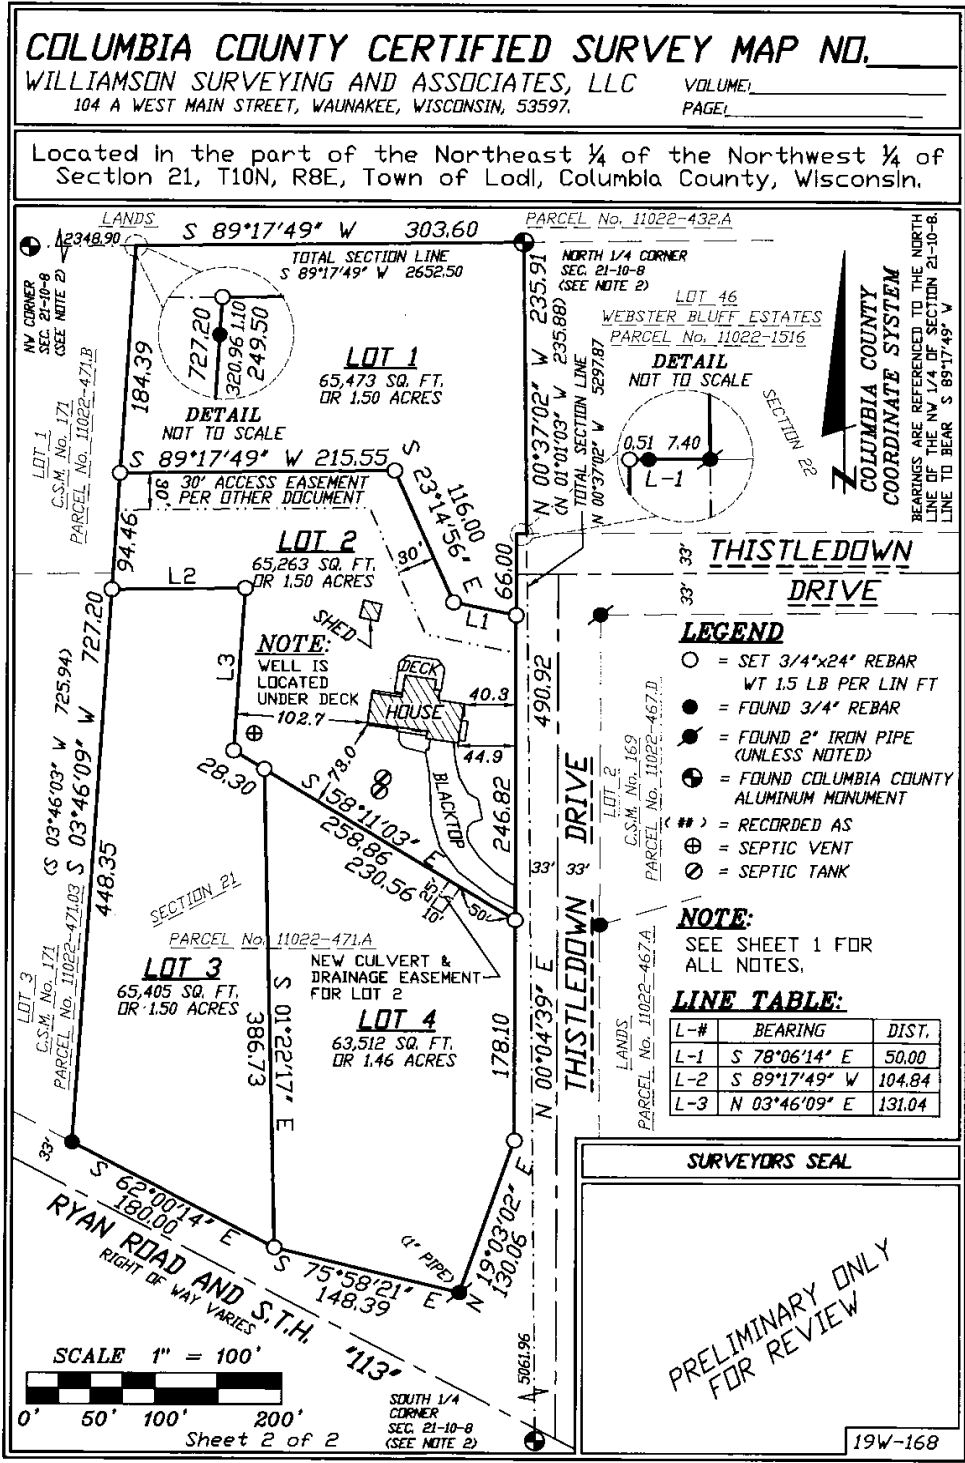 COLUMBIA COUNTY CERTIFIED SURVEY MAP NO.
WILLIAMSON SURVEYING AND ASSOCIATES, LLC
104 A WEST MAIN STREET, WAUNAKEE, WISCONSIN, 53597.
VOLUME:
PAGE:
Located in the part of the Northeast ¼ of the Northwest ¼ of
Section 21, T10N, R8E, Town of Lodi, Columbia County, Wisconsin.
LANDS
2348.90
S 89°17'49" W 303.60
PARCEL No. 11022-432.A
TOTAL SECTION LINE
S 89°17'49" W 2652.50
NORTH 1/4 CORNER
SEC. 21-10-8
(SEE NOTE 2)
NW CORNER
SEC. 21-10-8
(SEE NOTE 2)
LOT 46
WEBSTER BLUFF ESTATES
PARCEL No. 11022-1516
DETAIL
NOT TO SCALE
0.51 7.40
L-1
SECTION 22
COLUMBIA COUNTY
COORDINATE SYSTEM
BEARINGS ARE REFERENCED TO THE NORTH
LINE OF THE NW 1/4 OF SECTION 21-10-8.
LINE TO BEAR S 89°17'49" W
N
727.20
320.96 1.10
249.50
DETAIL
NOT TO SCALE
LOT 1
65,473 SQ. FT.
OR 1.50 ACRES
184.39
LOT 1
C.S.M. No. 171
PARCEL No. 11022-471.B
N 00°37'02" W 235.91
(N 01°01'03" W 235.88)
TOTAL SECTION LINE
N 00°37'02" W 5297.87
S 89°17'49" W 215.55
30'
30' ACCESS EASEMENT
PER OTHER DOCUMENT
S 23°14'56" E
116.00
94.46
LOT 2
65,263 SQ. FT.
OR 1.50 ACRES
30'
66.00
L2
L1
33'
33'
THISTLEDOWN
DRIVE
SHED
NOTE:
WELL IS
LOCATED
UNDER DECK
L3
DECK
HOUSE
40.3
44.9
102.7
78.0
490.92
246.82
BLACKTOP
28.30
S 58°11'03" E
258.86
230.56
25.4
10'
50'
33' 33'
THISTLEDOWN DRIVE
LOT 2
C.S.M. No. 169
PARCEL No. 11022-467.D
LEGEND
= SET 3/4"x24" REBAR
WT 1.5 LB PER LIN FT
= FOUND 3/4" REBAR
= FOUND 2" IRON PIPE
(UNLESS NOTED)
= FOUND COLUMBIA COUNTY
ALUMINUM MONUMENT
( ## ) = RECORDED AS
= SEPTIC VENT
= SEPTIC TANK
NOTE:
SEE SHEET 1 FOR
ALL NOTES.
LINE TABLE:
L-# BEARING DIST.
L-1 S 78°06'14" E 50.00
L-2 S 89°17'49" W 104.84
L-3 N 03°46'09" E 131.04
(S 03°46'03" W 725.94)
S 03°46'09" W 727.20
448.35
SECTION 21
PARCEL No. 11022-471.A
LOT 3
C.S.M. No. 171
PARCEL No. 11022-471.03
LOT 3
65,405 SQ. FT.
OR 1.50 ACRES
NEW CULVERT &
DRAINAGE EASEMENT
FOR LOT 2
LOT 4
63,512 SQ. FT.
OR 1.46 ACRES
S 01°22'17" E
386.73
178.10
N 00°04'39" E
LANDS
PARCEL No. 11022-467.A
33'
S 62°00'14" E
180.00
RYAN ROAD AND S.T.H. "113"
RIGHT OF WAY VARIES
S 75°58'21" E
148.39
(1" PIPE)
N 19°03'02" E
130.06
5061.96
SOUTH 1/4
CORNER
SEC. 21-10-8
(SEE NOTE 2)
SCALE 1" = 100'
0' 50' 100' 200'
Sheet 2 of 2
SURVEYORS SEAL
PRELIMINARY ONLY
FOR REVIEW
19W-168